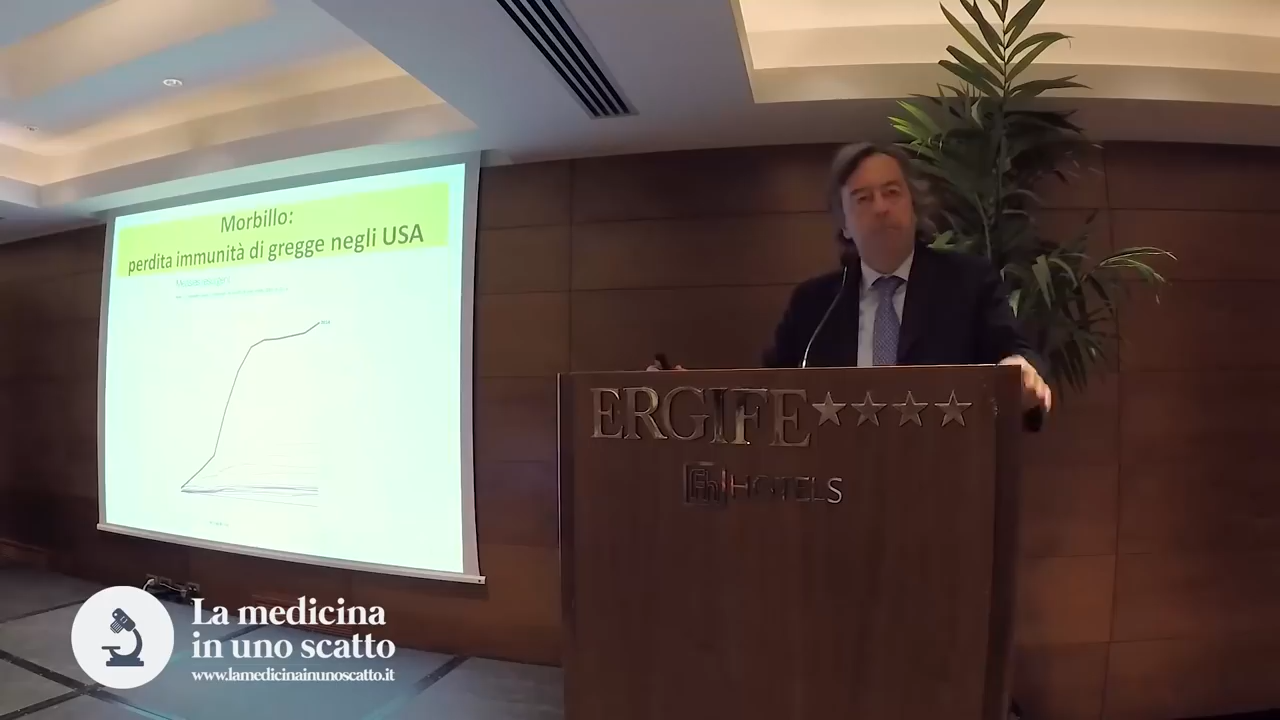 Morbillo:
perdita immunità di gregge negli USA
ERGIFE
HOTELS
La medicina
in uno scatto
www.lamedicinainunoscatto.it